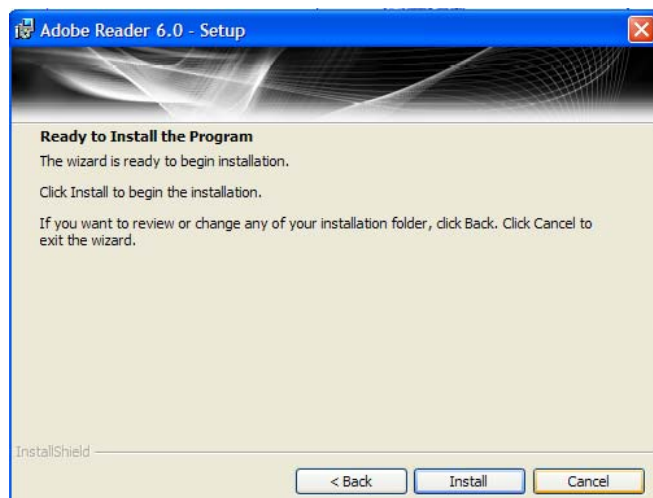 Adobe Reader 6.0 - Setup
Ready to Install the Program
The wizard is ready to begin installation.
Click Install to begin the installation.
If you want to review or change any of your installation folder, click Back. Click Cancel to
exit the wizard.
InstallShield
< Back Install Cancel